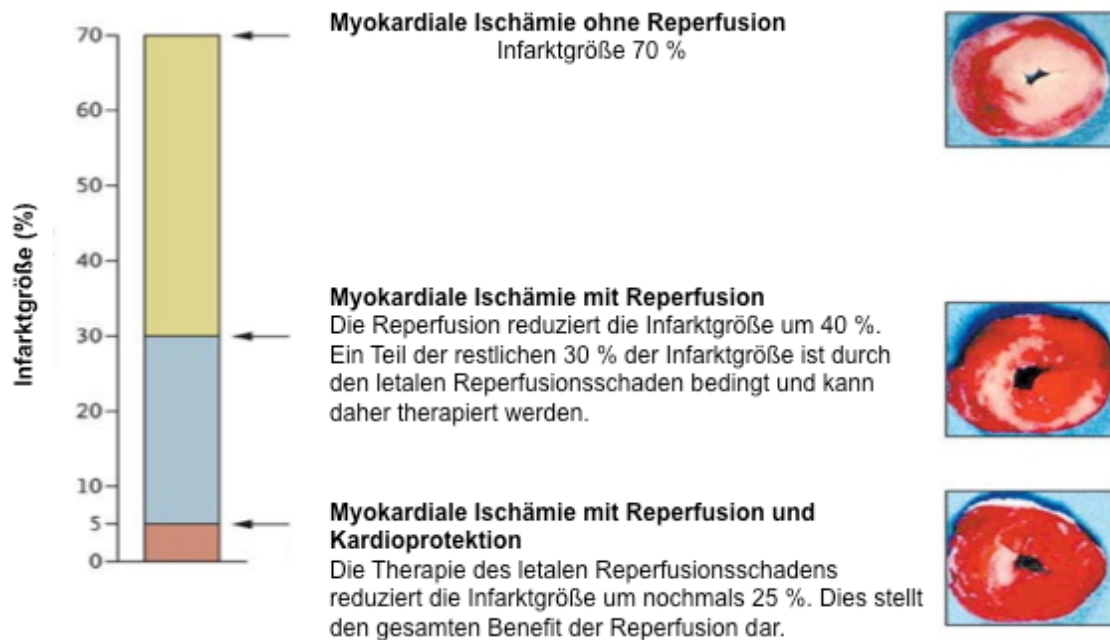 Infarktgröße (%)
70
60
50
40
30
20
10
5
0
Myokardiale Ischämie ohne Reperfusion
Infarktgröße 70 %
Myokardiale Ischämie mit Reperfusion
Die Reperfusion reduziert die Infarktgröße um 40 %.
Ein Teil der restlichen 30 % der Infarktgröße ist durch
den letalen Reperfusionsschaden bedingt und kann
daher therapiert werden.
Myokardiale Ischämie mit Reperfusion und
Kardioprotektion
Die Therapie des letalen Reperfusionsschadens
reduziert die Infarktgröße um nochmals 25 %. Dies stellt
den gesamten Benefit der Reperfusion dar.